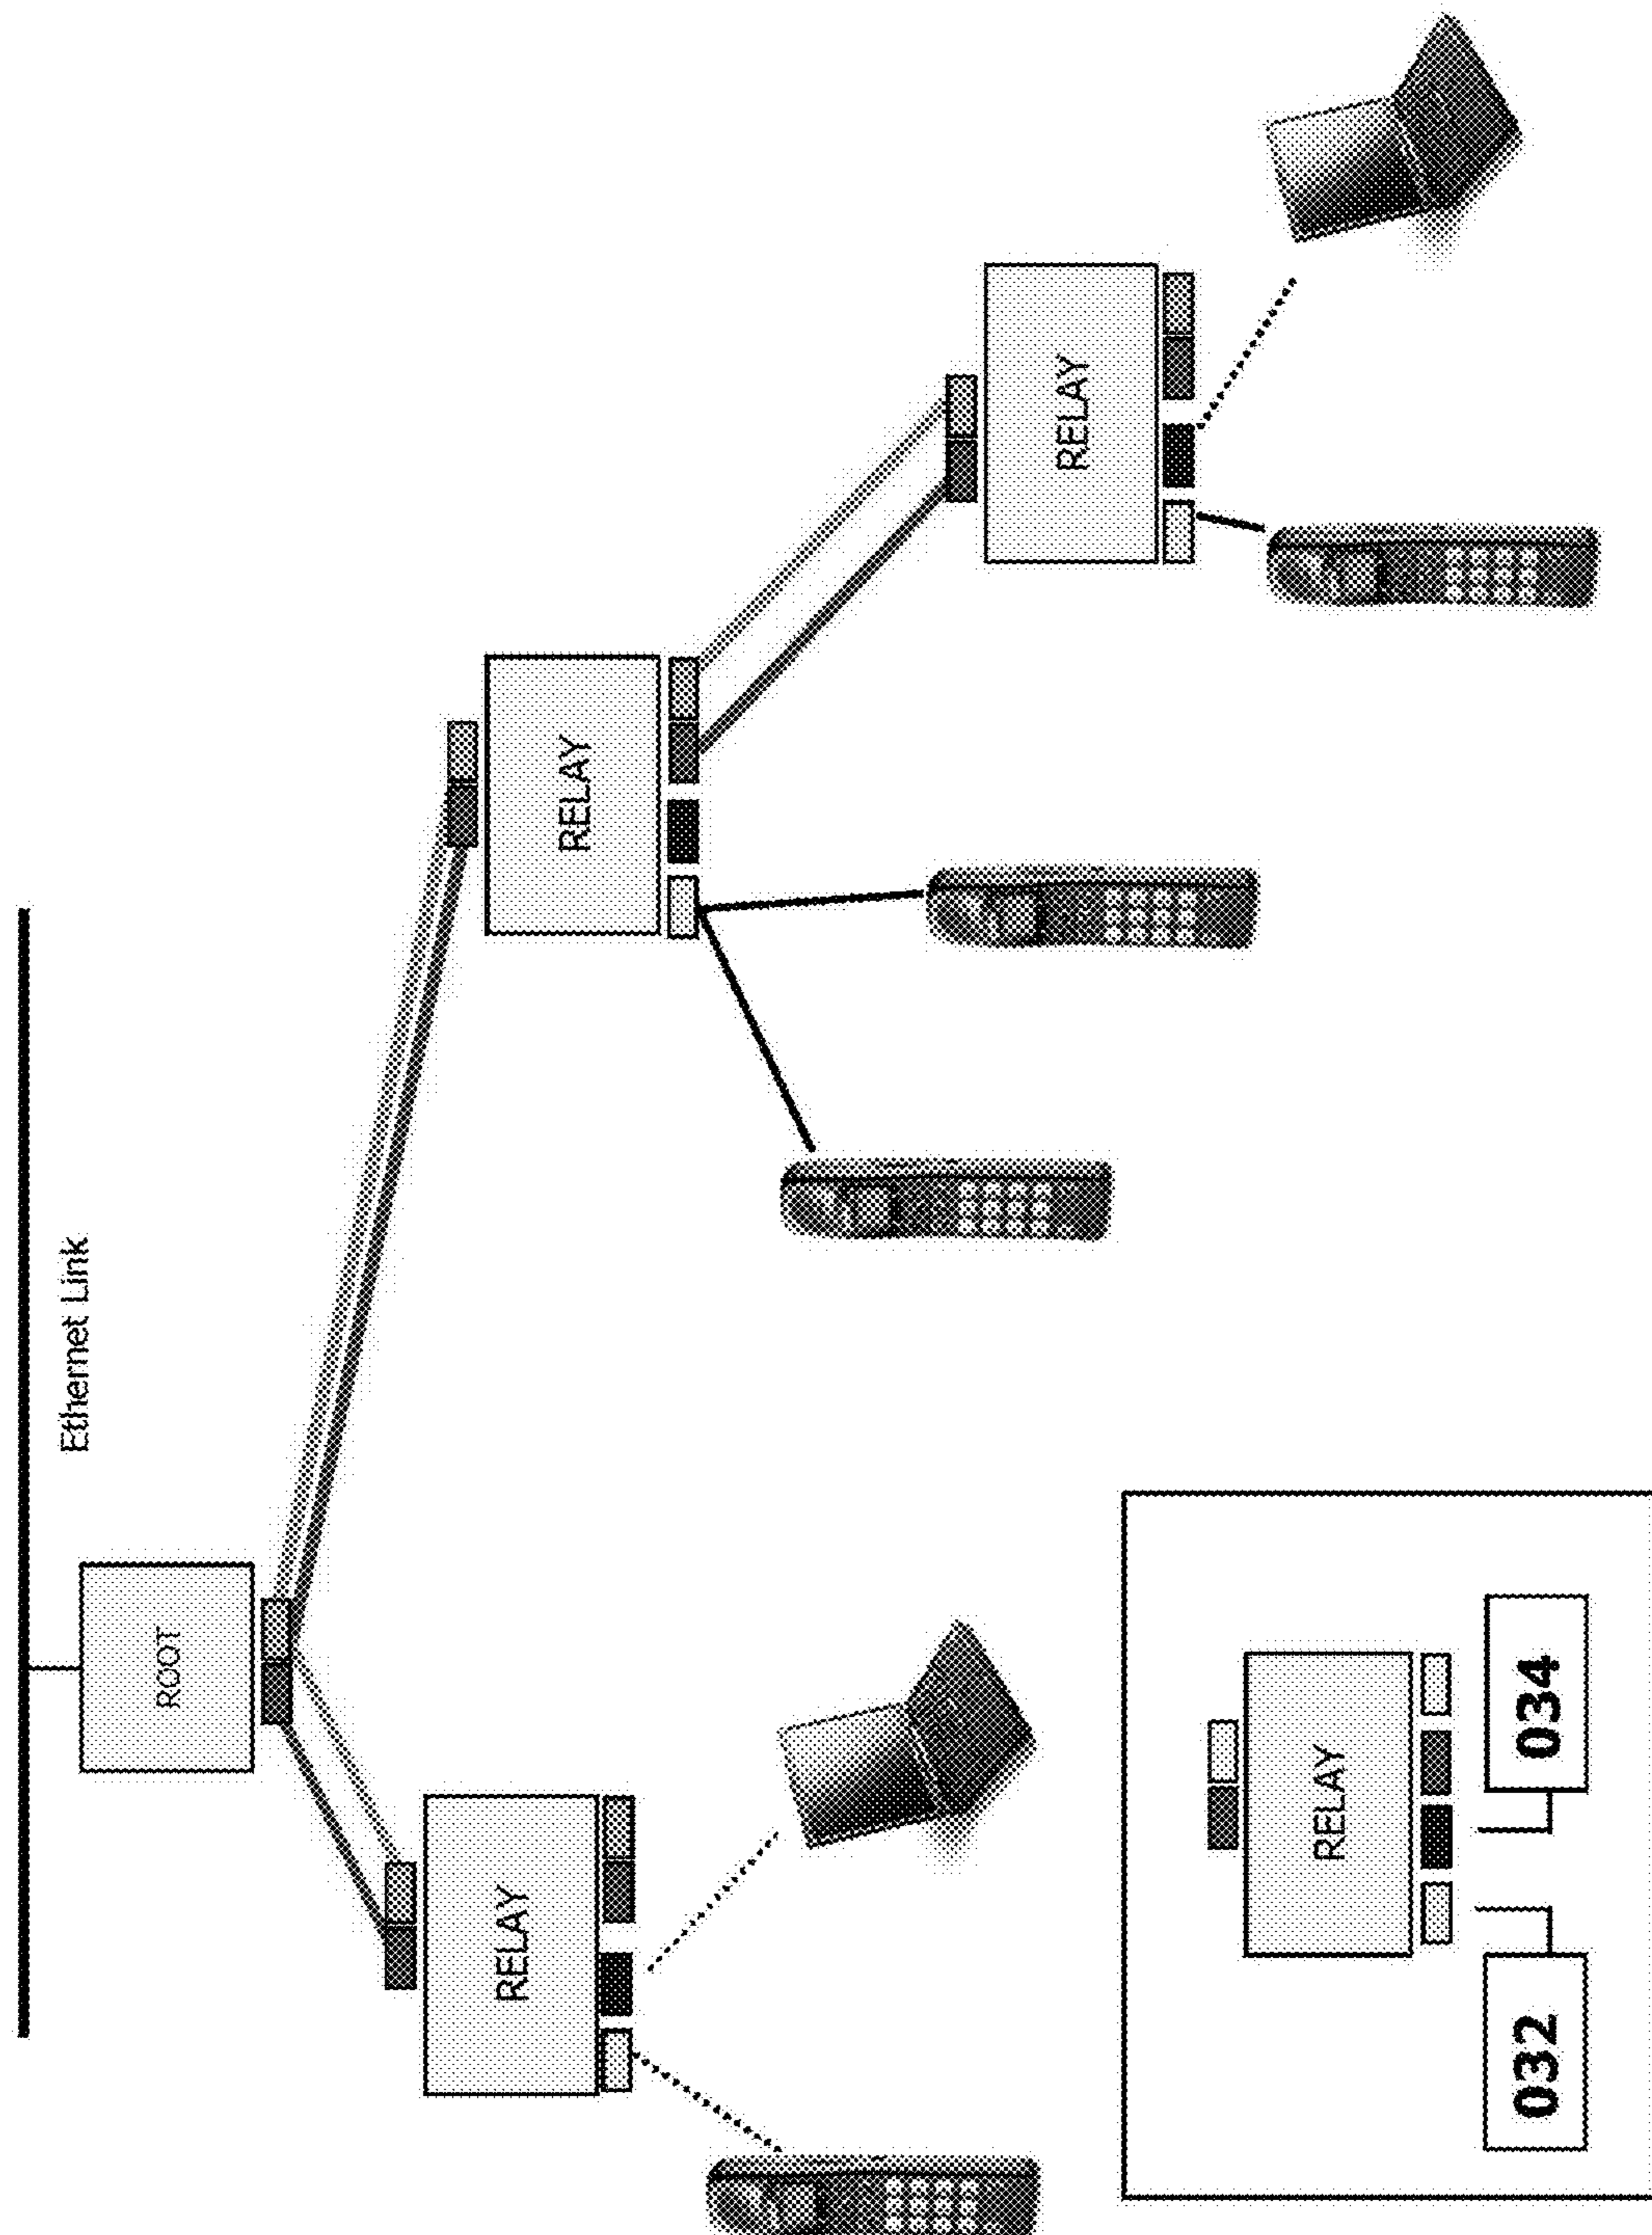 Ethernet Link
ROOT
RELAY
RELAY
RELAY
RELAY
032
034